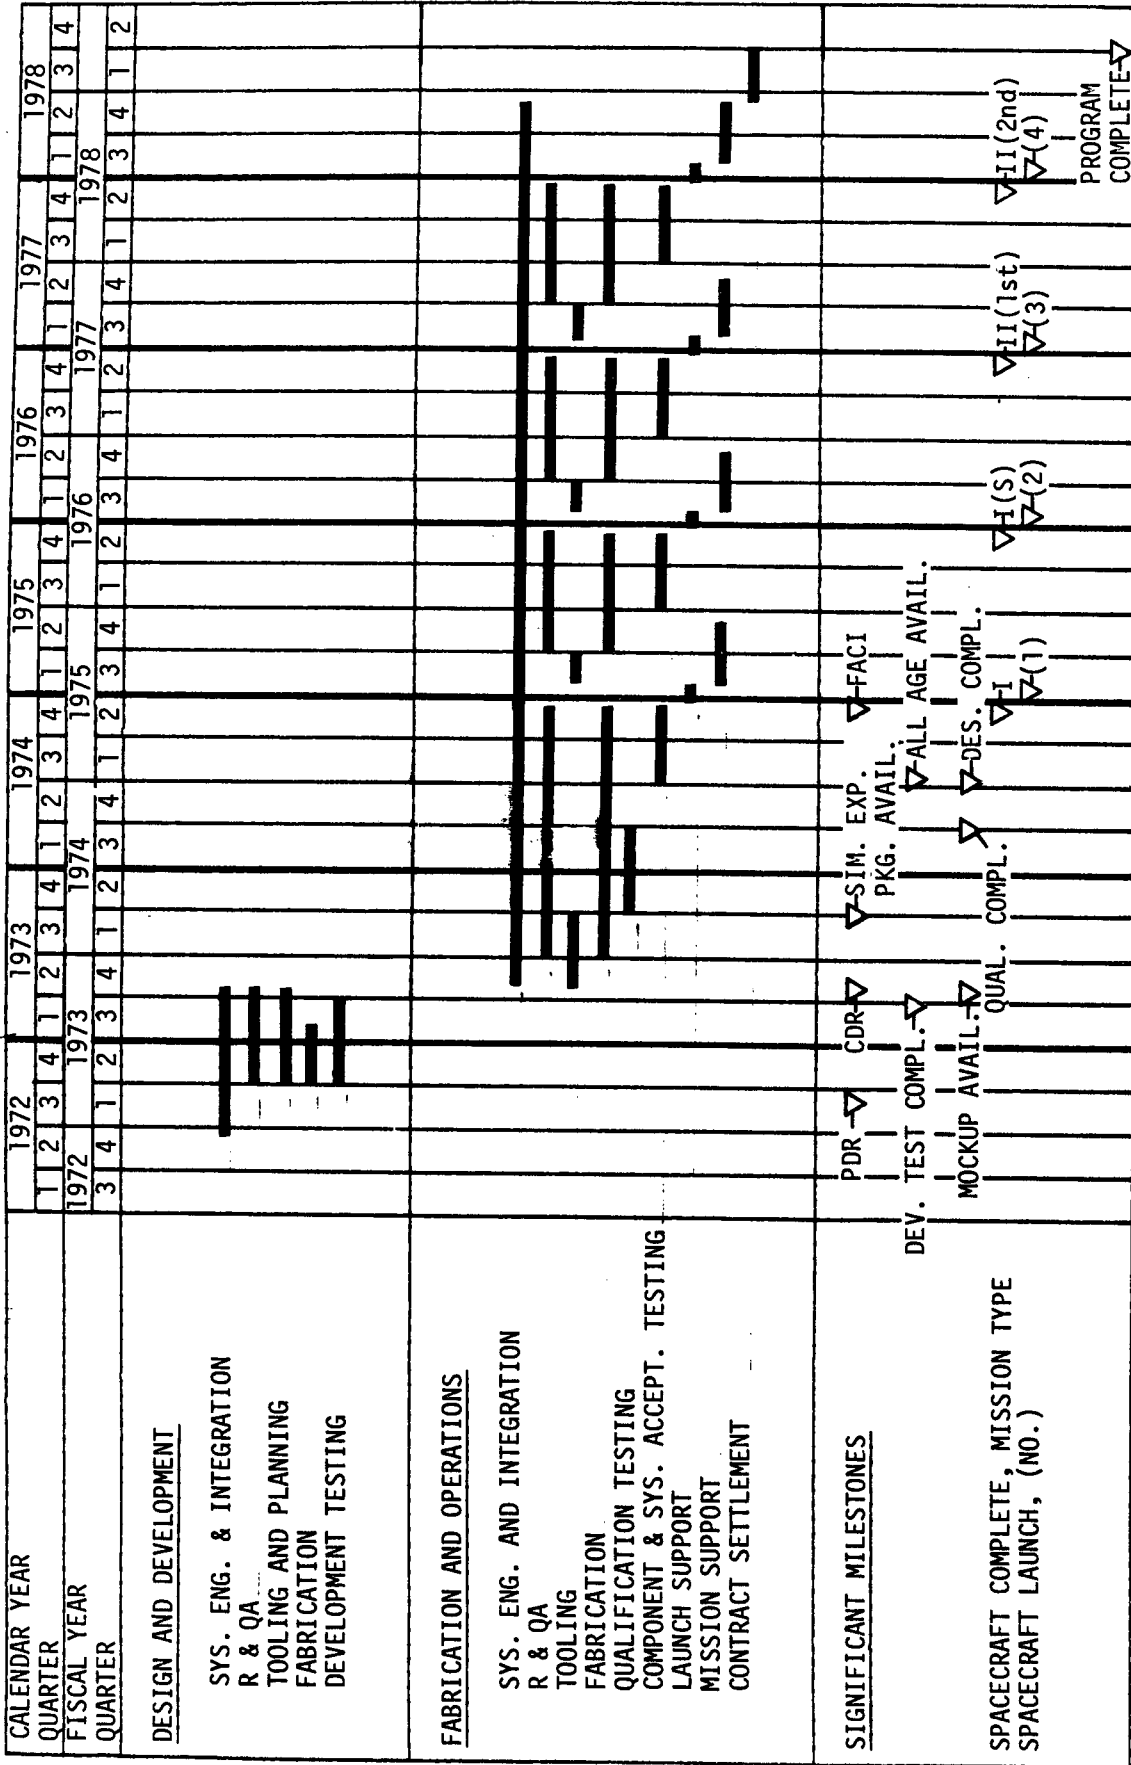 CALENDAR YEAR 1972 1973 1974 1975 1976 1977 1978
QUARTER 1 2 3 4 1 2 3 4 1 2 3 4 1 2 3 4 1 2 3 4 1 2 3 4 1 2 3 4
FISCAL YEAR 1972 1973 1974 1975 1976 1977 1978
QUARTER 3 4 1 2 3 4 1 2 3 4 1 2 3 4 1 2 3 4 1 2 3 4 1 2 3 4 1 2
DESIGN AND DEVELOPMENT
SYS. ENG. & INTEGRATION
R & QA
TOOLING AND PLANNING
FABRICATION
DEVELOPMENT TESTING
FABRICATION AND OPERATIONS
SYS. ENG. AND INTEGRATION
R & QA
TOOLING
FABRICATION
QUALIFICATION TESTING
COMPONENT & SYS. ACCEPT. TESTING
LAUNCH SUPPORT
MISSION SUPPORT
CONTRACT SETTLEMENT
SIGNIFICANT MILESTONES
PDR CDR SIM. EXP. FACI
PKG. AVAIL.
DEV. TEST COMPL. ALL AGE AVAIL.
MOCKUP AVAIL. DES. COMPL.
QUAL. COMPL.
SPACECRAFT COMPLETE, MISSION TYPE I I(S) II(1st) II(2nd)
SPACECRAFT LAUNCH, (NO.) (1) (2) (3) (4)
PROGRAM
COMPLETE